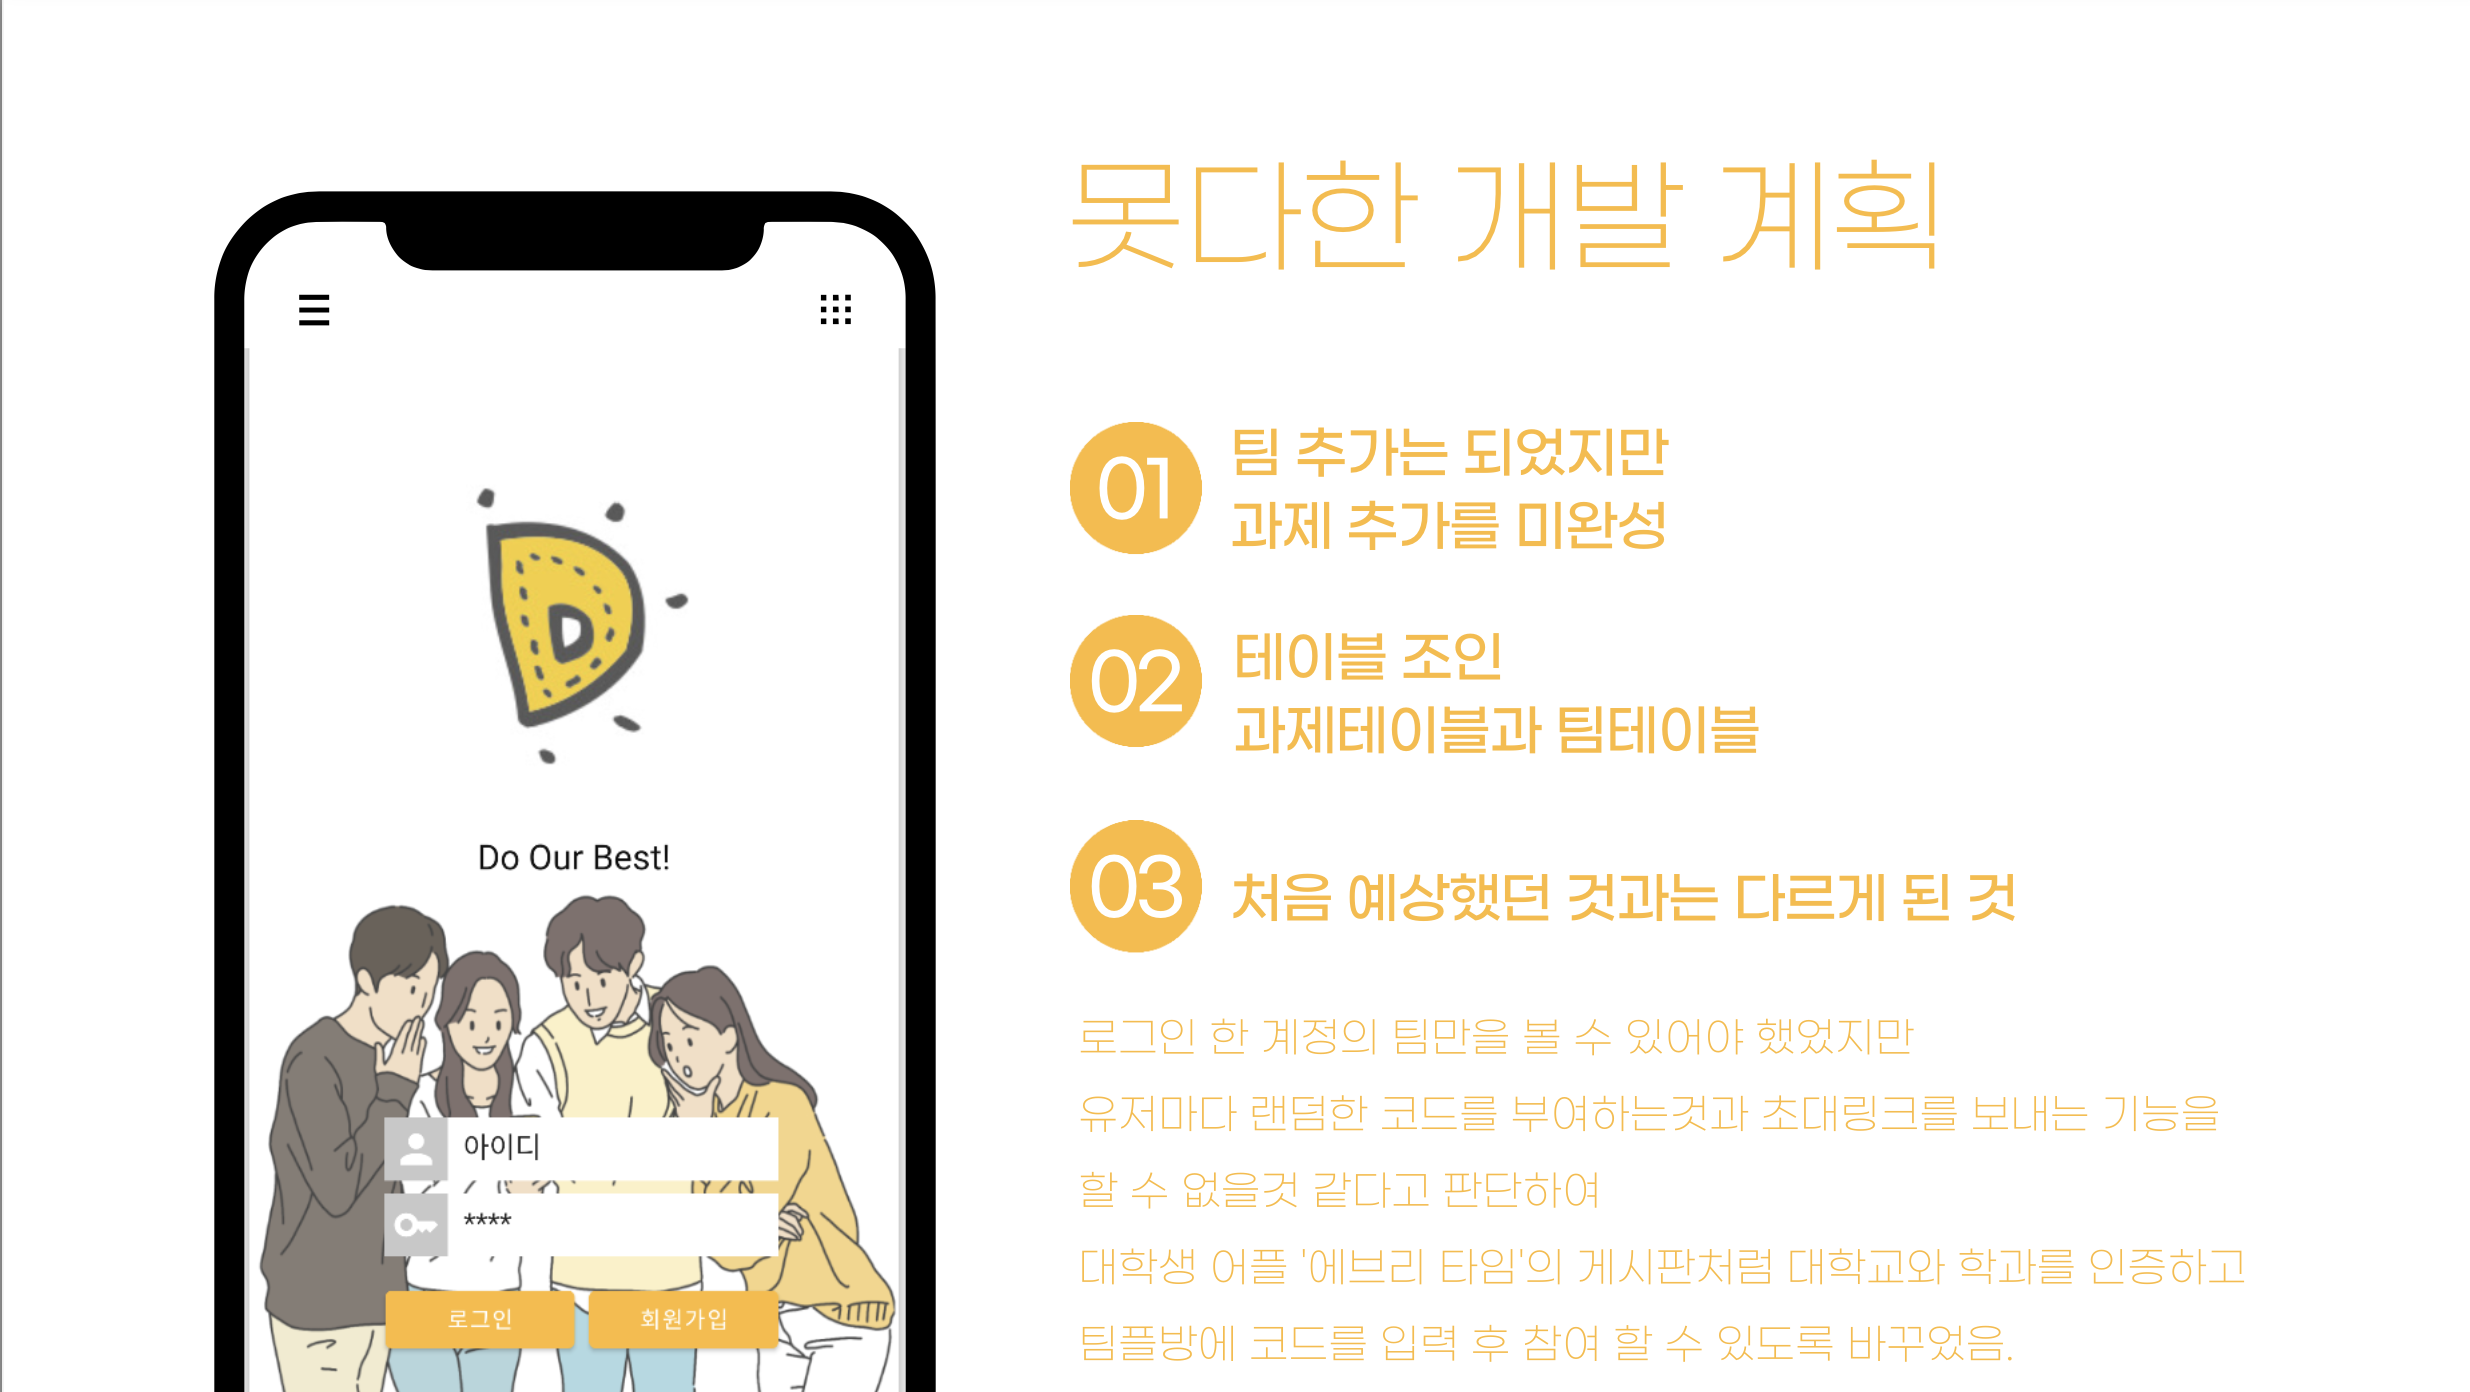 못다한 개발 계획
01
팀 추가는 되었지만
과제 추가를 미완성
02
테이블 조인
과제테이블과 팀테이블
03
처음 예상했던 것과는 다르게 된 것
로그인 한 계정의 팀만을 볼 수 있어야 했었지만
유저마다 랜덤한 코드를 부여하는것과 초대링크를 보내는 기능을
할 수 없을것 같다고 판단하여
대학생 어플 '에브리 타임'의 게시판처럼 대학교와 학과를 인증하고
팀플방에 코드를 입력 후 참여 할 수 있도록 바꾸었음.
D
Do Our Best!
아이디
****
로그인
회원가입